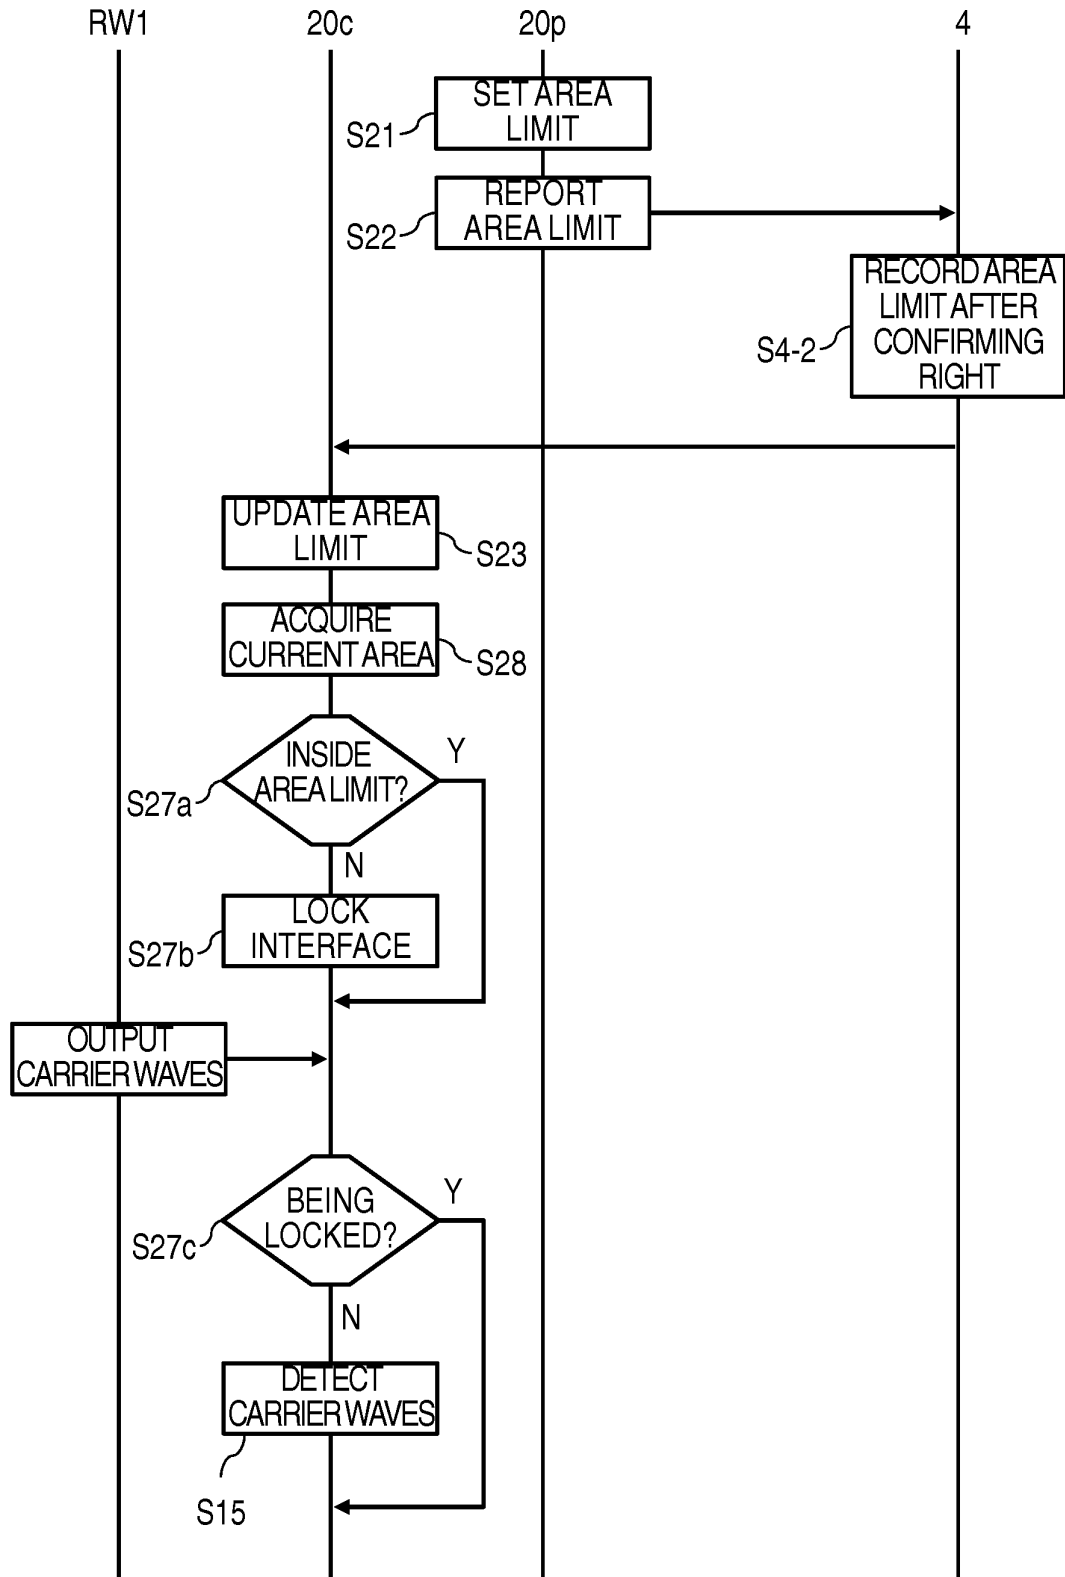 RW1
20c
20p
4
SET AREA
LIMIT
S21
REPORT
AREA LIMIT
S22
RECORD AREA
LIMIT AFTER
CONFIRMING
RIGHT
S4-2
UPDATE AREA
LIMIT
S23
ACQUIRE
CURRENT AREA
S28
INSIDE
AREA LIMIT?
Y
S27a
N
LOCK
INTERFACE
S27b
OUTPUT
CARRIER WAVES
BEING
LOCKED?
Y
S27c
N
DETECT
CARRIER WAVES
S15